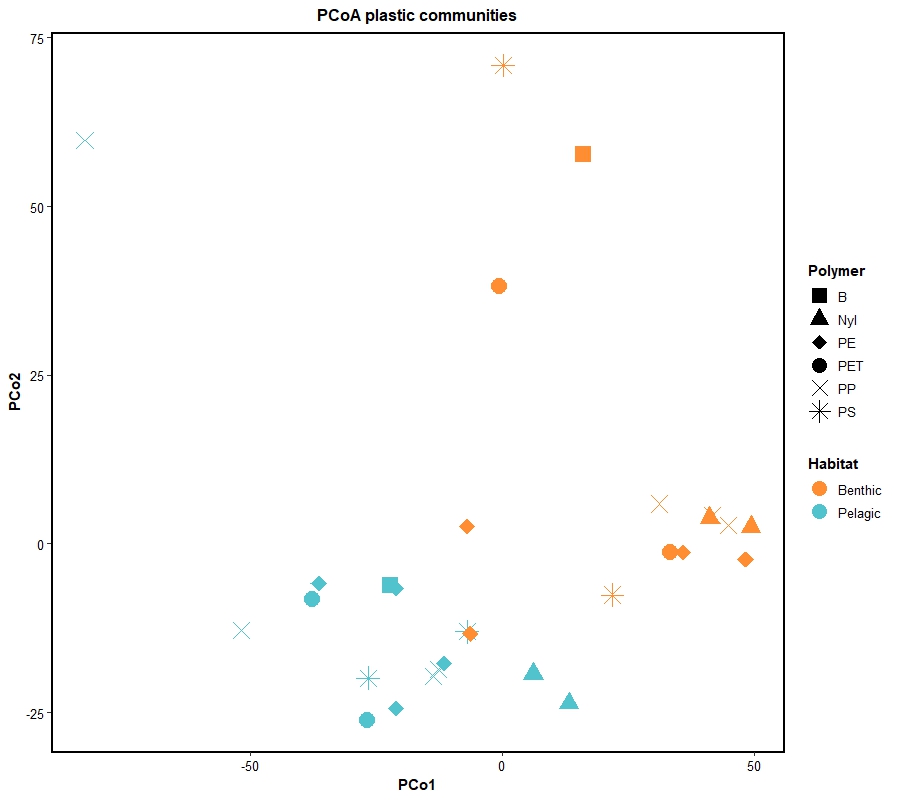 PCoA plastic communities
75
50
25
0
-25
PCo2
-50
0
50
PCo1
Polymer
B
Nyl
PE
PET
PP
PS
Habitat
Benthic
Pelagic